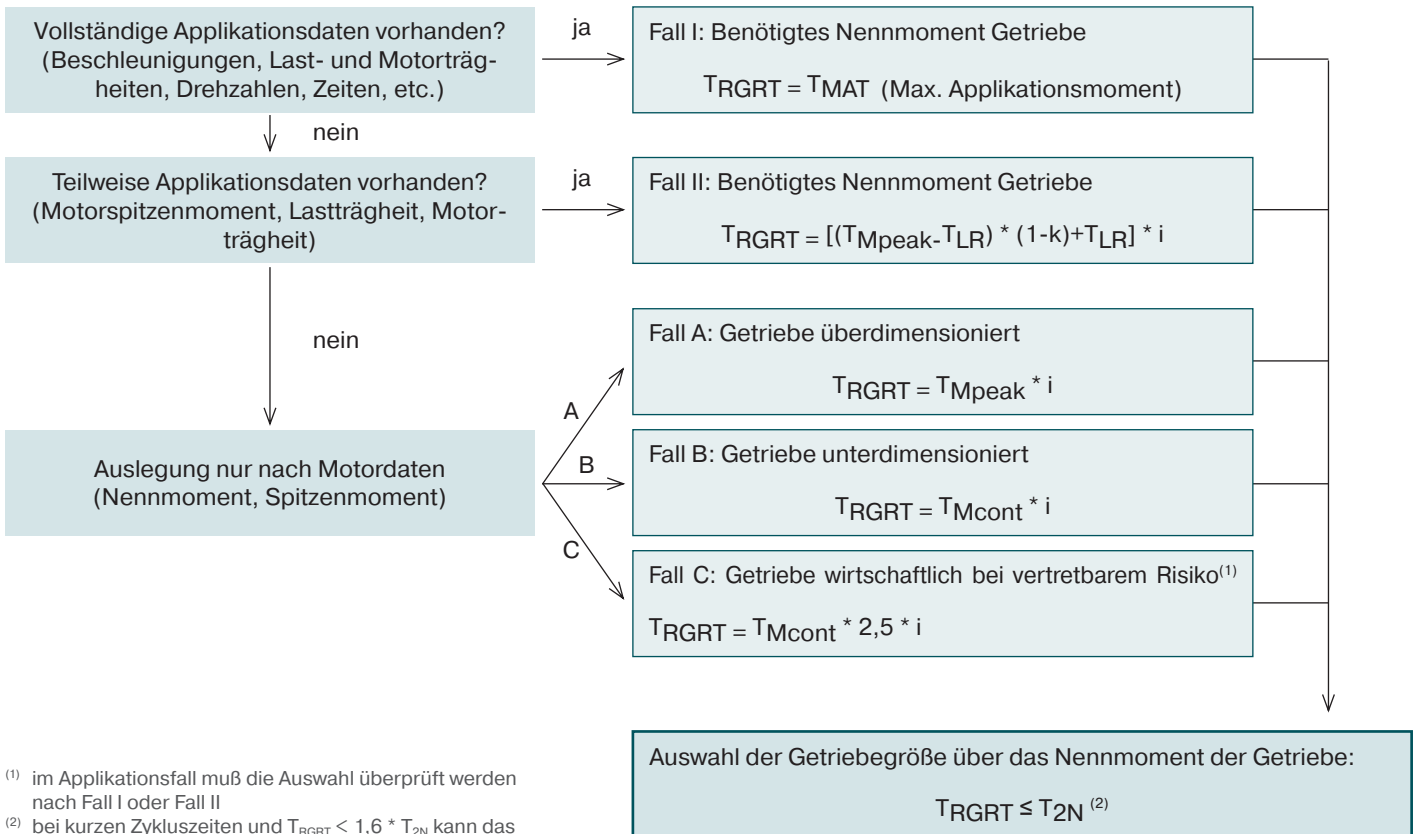 Vollständige Applikationsdaten vorhanden?
(Beschleunigungen, Last- und Motorträg-
heiten, Drehzahlen, Zeiten, etc.)
ja
Fall I: Benötigtes Nennmoment Getriebe
TRGRT = TMAT (Max. Applikationsmoment)
nein
Teilweise Applikationsdaten vorhanden?
(Motorspitzenmoment, Lastträgheit, Motor-
trägheit)
ja
Fall II: Benötigtes Nennmoment Getriebe
TRGRT = [(TMpeak-TLR) * (1-k)+TLR] * i
nein
Auslegung nur nach Motordaten
(Nennmoment, Spitzenmoment)
A
Fall A: Getriebe überdimensioniert
TRGRT = TMpeak * i
B
Fall B: Getriebe unterdimensioniert
TRGRT = TMcont * i
C
Fall C: Getriebe wirtschaftlich bei vertretbarem Risiko(1)
TRGRT = TMcont * 2,5 * i
Auswahl der Getriebegröße über das Nennmoment der Getriebe:
TRGRT ≤ T2N (2)
(1) im Applikationsfall muß die Auswahl überprüft werden
nach Fall I oder Fall II
(2) bei kurzen Zykluszeiten und TRGRT < 1,6 * T2N kann das